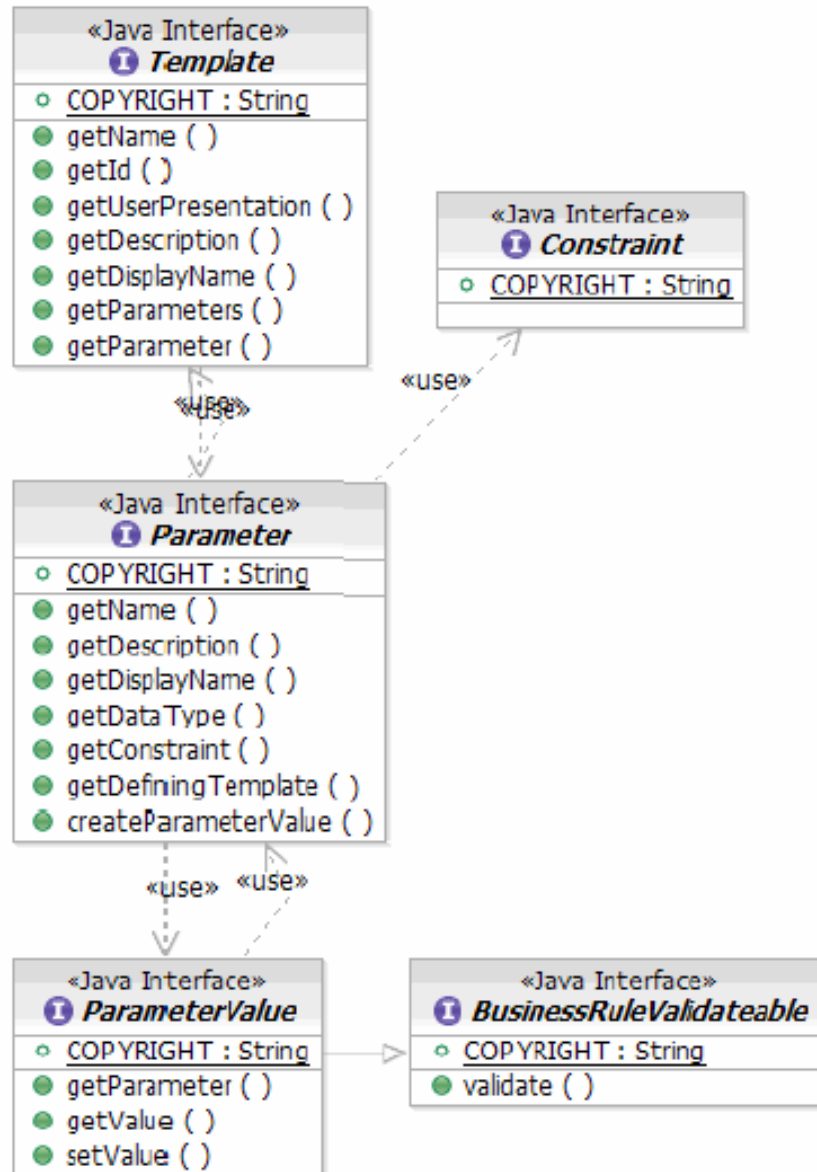 «Java Interface»
Template
COPYRIGHT : String
getName ( )
getId ( )
getUserPresentation ( )
getDescription ( )
getDisplayName ( )
getParameters ( )
getParameter ( )
«Java Interface»
Constraint
COPYRIGHT : String
«use»
«use»
«use»
«Java Interface»
Parameter
COPYRIGHT : String
getName ( )
getDescription ( )
getDisplayName ( )
getDataType ( )
getConstraint ( )
getDefiningTemplate ( )
createParameterValue ( )
«use» «use»
«Java Interface»
ParameterValue
COPYRIGHT : String
getParameter ( )
getValue ( )
setValue ( )
«Java Interface»
BusinessRuleValidateable
COPYRIGHT : String
validate ( )